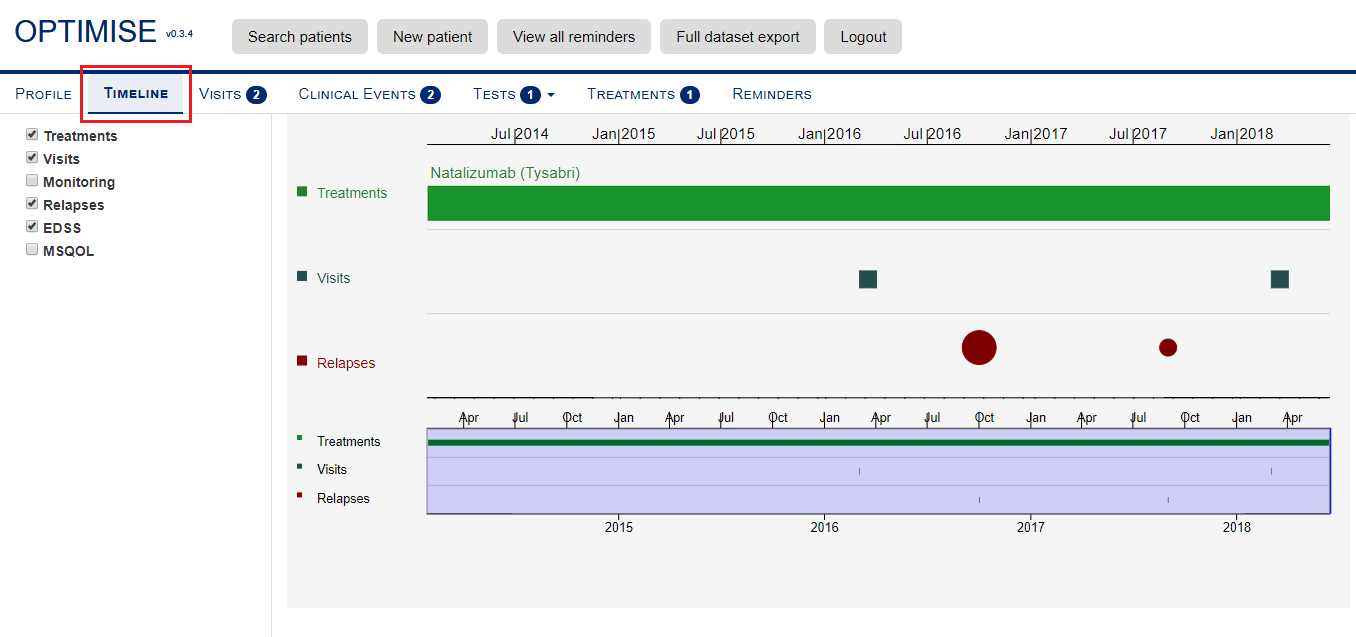 OPTIMISE v0.3.4 Search patients New patient View all reminders Full dataset export Logout
PROFILE TIMELINE VISITS 2 CLINICAL EVENTS 2 TESTS 1 TREATMENTS 1 REMINDERS
Treatments
Visits
Monitoring
Relapses
EDSS
MSQOL
Jul 2014 Jan 2015 Jul 2015 Jan 2016 Jul 2016 Jan 2017 Jul 2017 Jan 2018
Natalizumab (Tysabri)
Treatments
Visits
Relapses
Apr Jul Oct Jan Apr Jul Oct Jan Apr Jul Oct Jan Apr Jul Oct Jan Apr
Treatments
Visits
Relapses
2015 2016 2017 2018